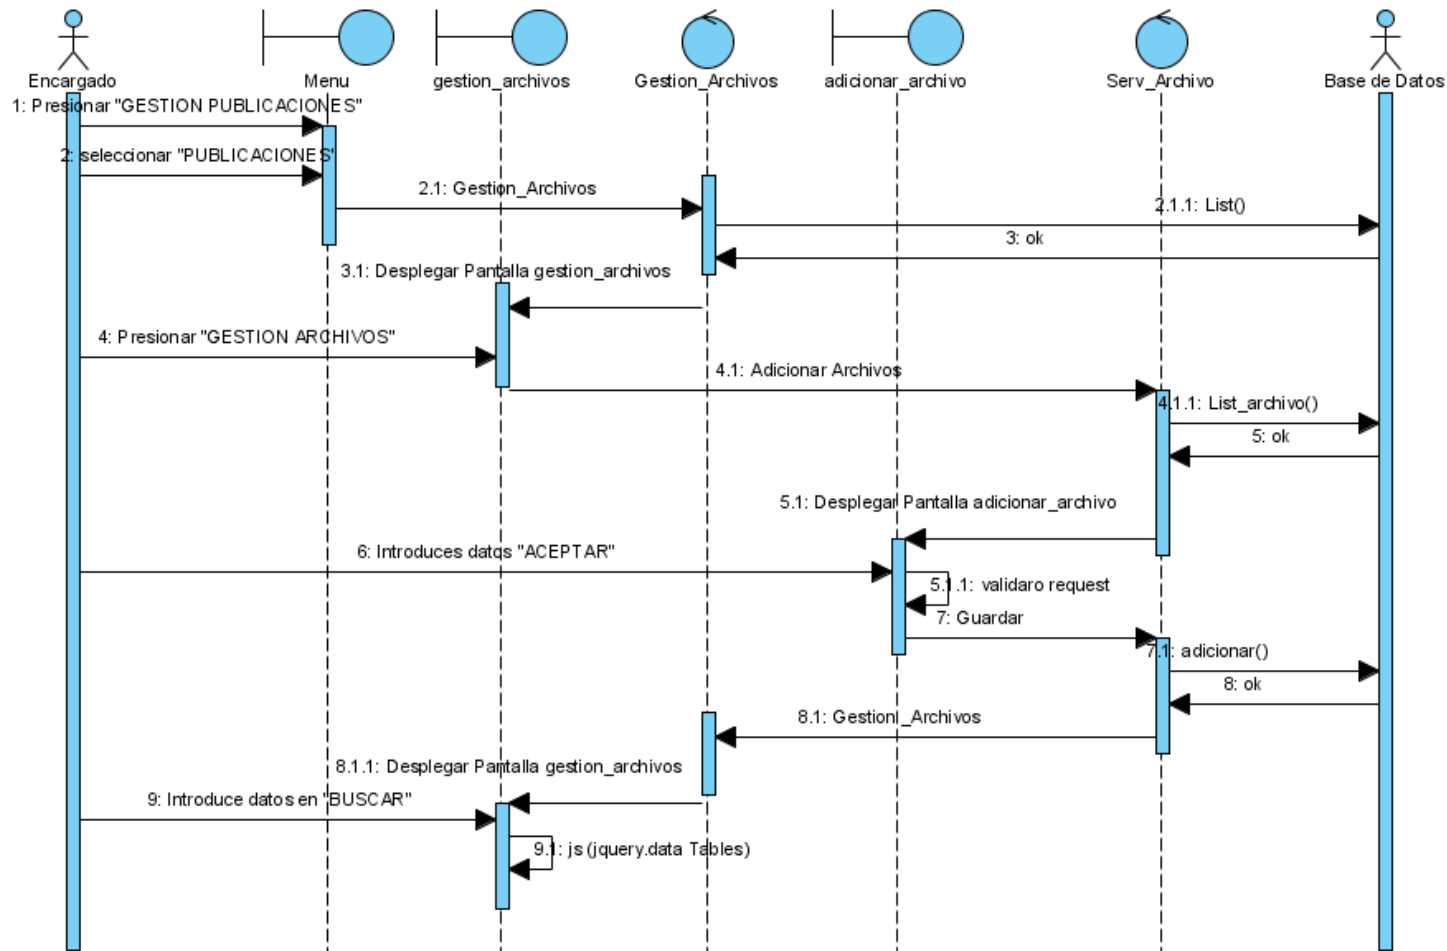 Encargado
Menu
gestion_archivos
Gestion_Archivos
adicionar_archivo
Serv_Archivo
Base de Datos
1: Presionar "GESTION PUBLICACIONES"
2: seleccionar "PUBLICACIONES"
2.1: Gestion_Archivos
2.1.1: List()
3: ok
3.1: Desplegar Pantalla gestion_archivos
4: Presionar "GESTION ARCHIVOS"
4.1: Adicionar Archivos
4.1.1: List_archivo()
5: ok
5.1: Desplegar Pantalla adicionar_archivo
6: Introduces datos "ACEPTAR"
5.1.1: validaro request
7: Guardar
7.1: adicionar()
8: ok
8.1: Gestionl_Archivos
8.1.1: Desplegar Pantalla gestion_archivos
9: Introduce datos en "BUSCAR"
9.1: js (jquery.data Tables)